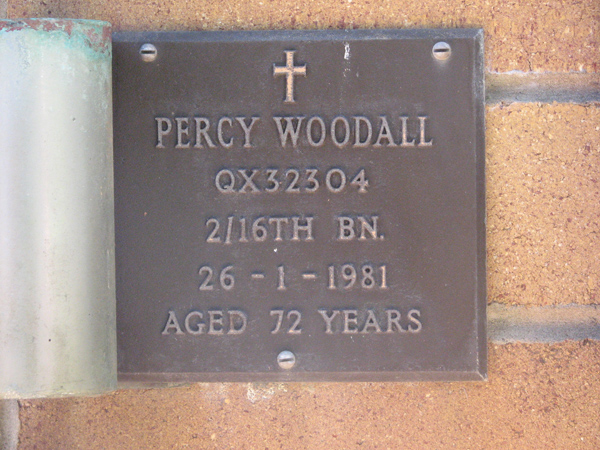 PERCY WOODALL
QX32304
2/16TH BN.
26 - 1 - 1981
AGED 72 YEARS